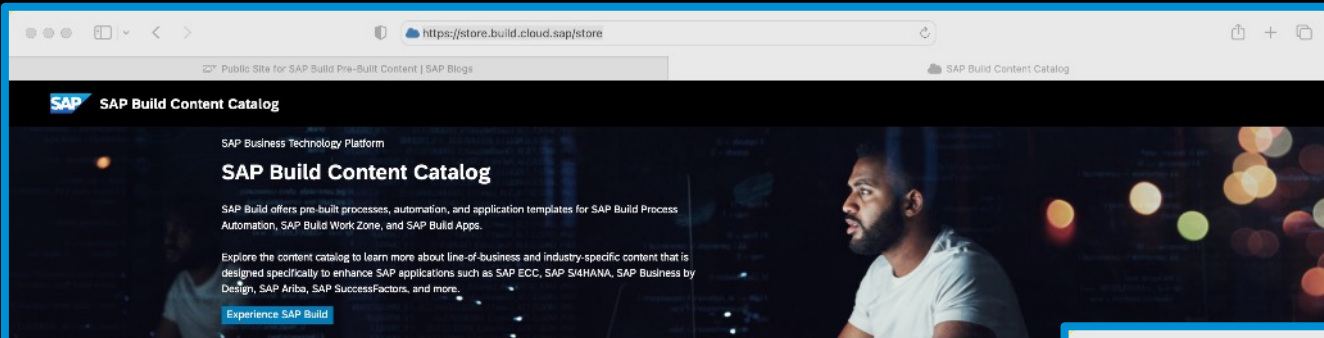 https://store.build.cloud.sap/store
Public Site for SAP Build Pre-Built Content | SAP Blogs
SAP Build Content Catalog
SAP SAP Build Content Catalog
SAP Business Technology Platform
SAP Build Content Catalog
SAP Build offers pre-built processes, automation, and application templates for SAP Build Process
Automation, SAP Build Work Zone, and SAP Build Apps.
Explore the content catalog to learn more about line-of-business and industry-specific content that is
designed specifically to enhance SAP applications such as SAP ECC, SAP S/4HANA, SAP Business by
Design, SAP Ariba, SAP SuccessFactors, and more.
Experience SAP Build